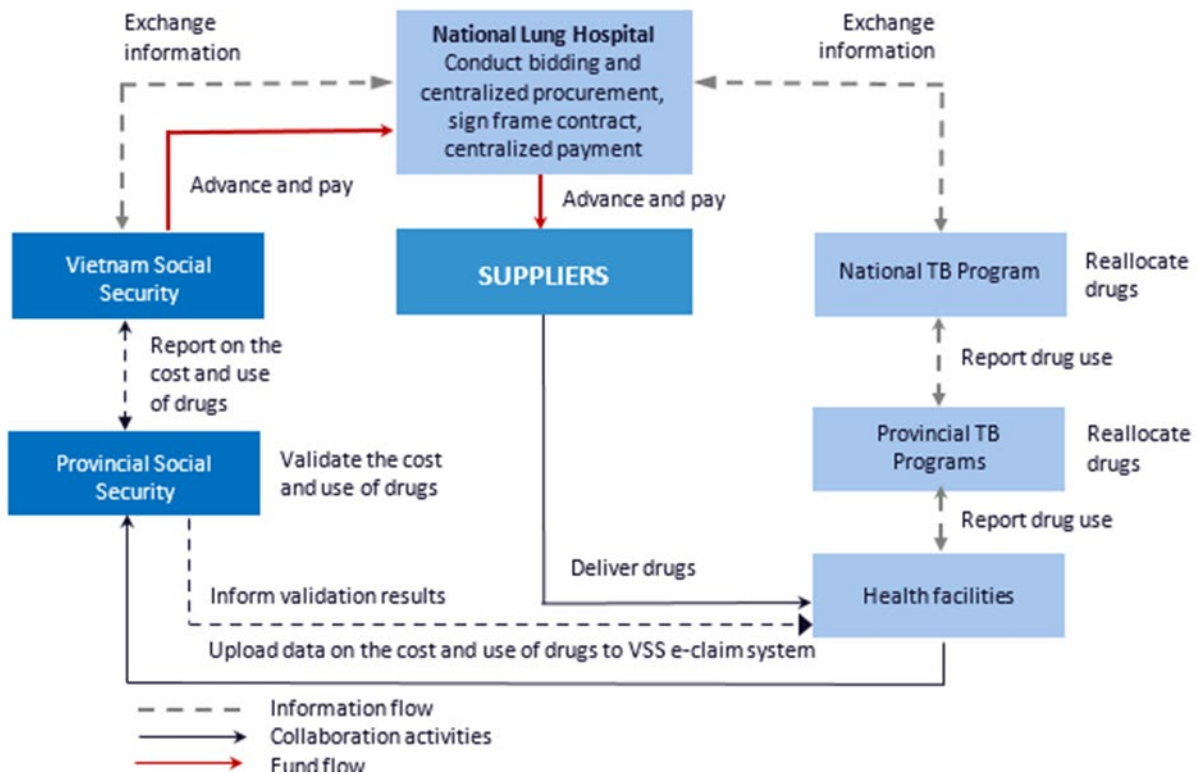 Exchange
information
National Lung Hospital
Conduct bidding and
centralized procurement,
sign frame contract,
centralized payment
Exchange
information
Advance and pay
Advance and pay
Vietnam Social
Security
SUPPLIERS
National TB Program
Reallocate
drugs
Report on the
cost and use
of drugs
Report drug use
Provincial Social
Security
Validate the cost
and use of drugs
Provincial TB
Programs
Reallocate
drugs
Report drug use
Deliver drugs
Health facilities
Inform validation results
Upload data on the cost and use of drugs to VSS e-claim system
Information flow
Collaboration activities
Fund flow